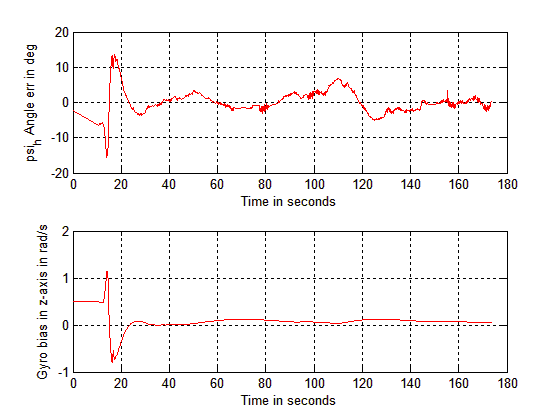 20
10
0
-10
-20
psi_h Angle err in deg
0 20 40 60 80 100 120 140 160 180
Time in seconds
2
1
0
-1
Gyro bias in z-axis in rad/s
0 20 40 60 80 100 120 140 160 180
Time in seconds